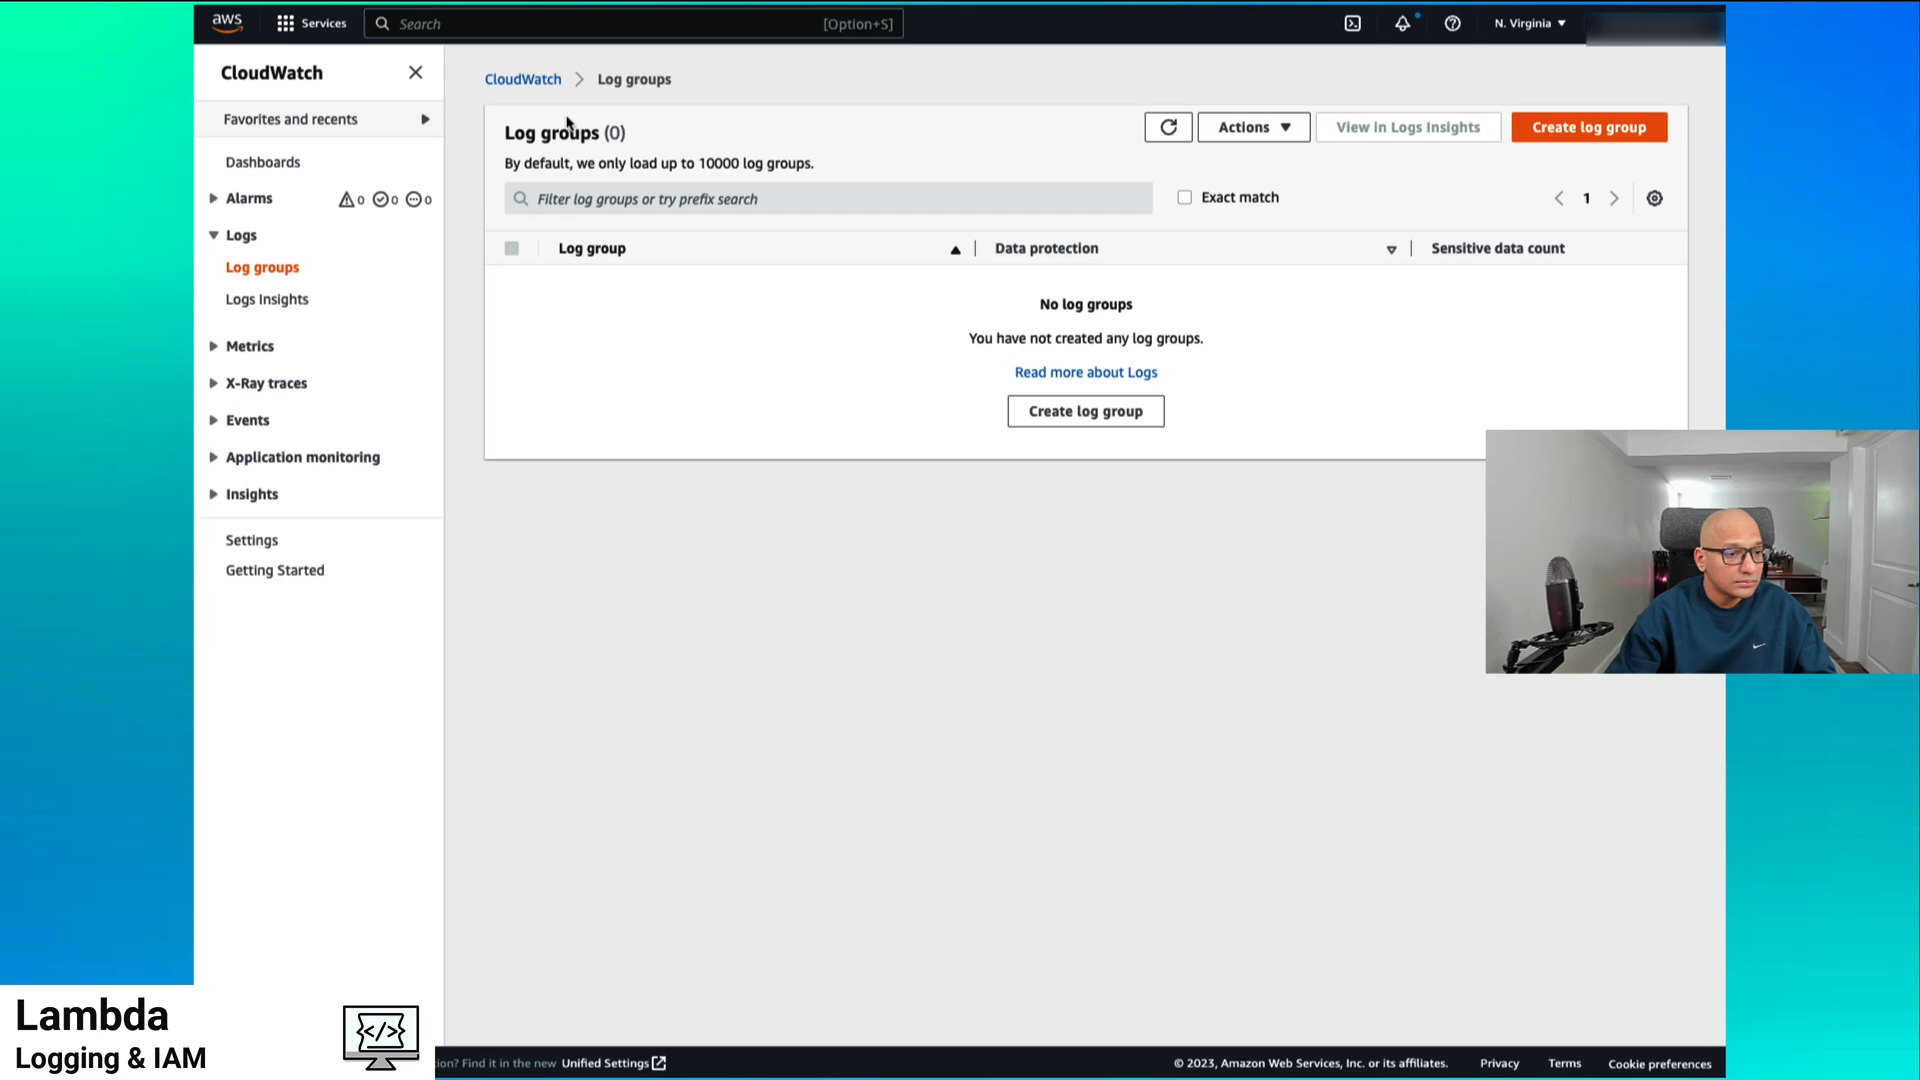 aws
Services
Search
[Option+S]
N. Virginia
CloudWatch
Favorites and recents
Dashboards
Alarms
0
0
0
Logs
Log groups
Logs Insights
Metrics
X-Ray traces
Events
Application monitoring
Insights
Settings
Getting Started
CloudWatch
Log groups
Log groups (0)
Actions
View in Logs Insights
Create log group
By default, we only load up to 10000 log groups.
Filter log groups or try prefix search
Exact match
1
Log group
Data protection
Sensitive data count
No log groups
You have not created any log groups.
Read more about Logs
Create log group
Lambda
</>
Logging & IAM
Find it in the new Unified Settings
© 2023, Amazon Web Services, Inc. or its affiliates.
Privacy
Terms
Cookie preferences